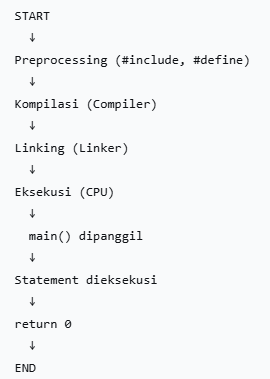 START
↓
Preprocessing (#include, #define)
↓
Kompilasi (Compiler)
↓
Linking (Linker)
↓
Eksekusi (CPU)
↓
main() dipanggil
↓
Statement dieksekusi
↓
return 0
↓
END